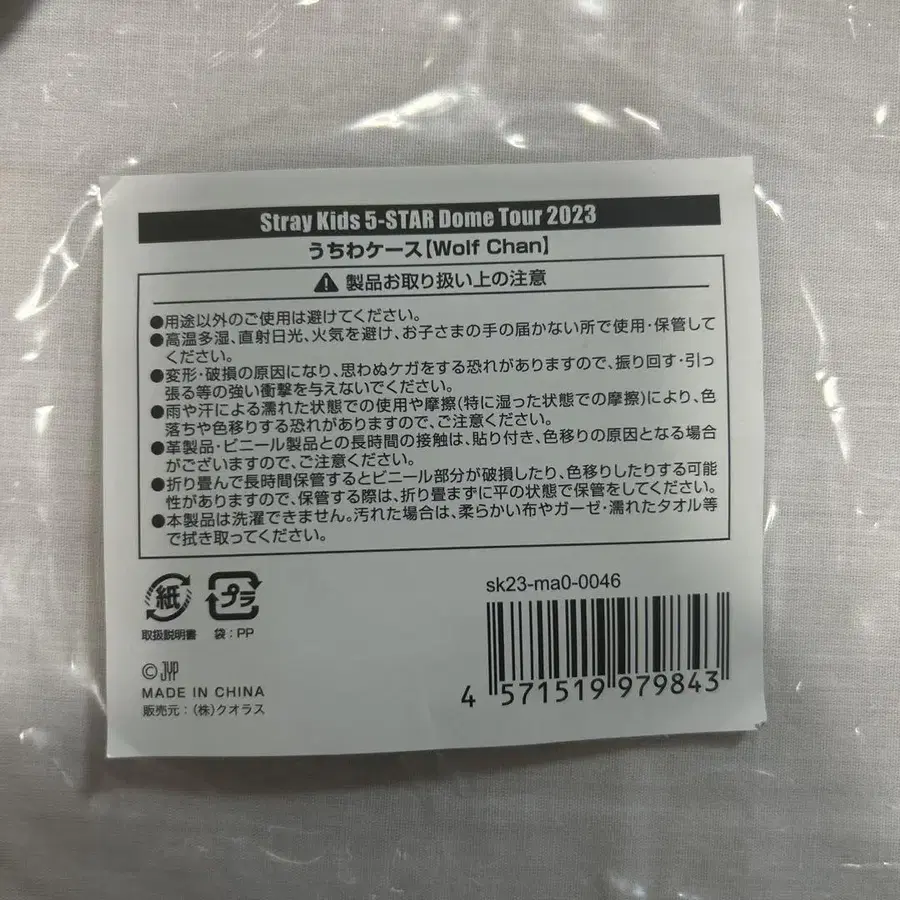 Stray Kids 5-STAR Dome Tour 2023
うちわケース【Wolf Chan】
製品お取り扱い上の注意
●用途以外のご使用は避けてください。
●高温多湿、直射日光、火気を避け、お子さまの手の届かない所で使用・保管して
ください。
●変形・破損の原因になり、思わぬケガをする恐れがありますので、振り回す・引っ
張る等の強い衝撃を与えないでください。
●雨や汗による濡れた状態での使用や摩擦(特に湿った状態での摩擦)により、色
落ちや色移りする恐れがありますので、ご注意ください。
●革製品・ビニール製品との長時間の接触は、貼り付き、色移りの原因となる場合
がございますので、ご注意ください。
●折り畳んで長時間保管するとビニール部分が破損したり、色移りしたりする可能
性がありますので、保管する際は、折り畳まずに平の状態で保管をしてください。
●本製品は洗濯できません。汚れた場合は、柔らかい布やガーゼ・濡れたタオル等
で拭き取ってください。
紙 プラ
取扱説明書 袋：PP
sk23-ma0-0046
4 571519 979843
©JYP
MADE IN CHINA
販売元：(株)クオラス